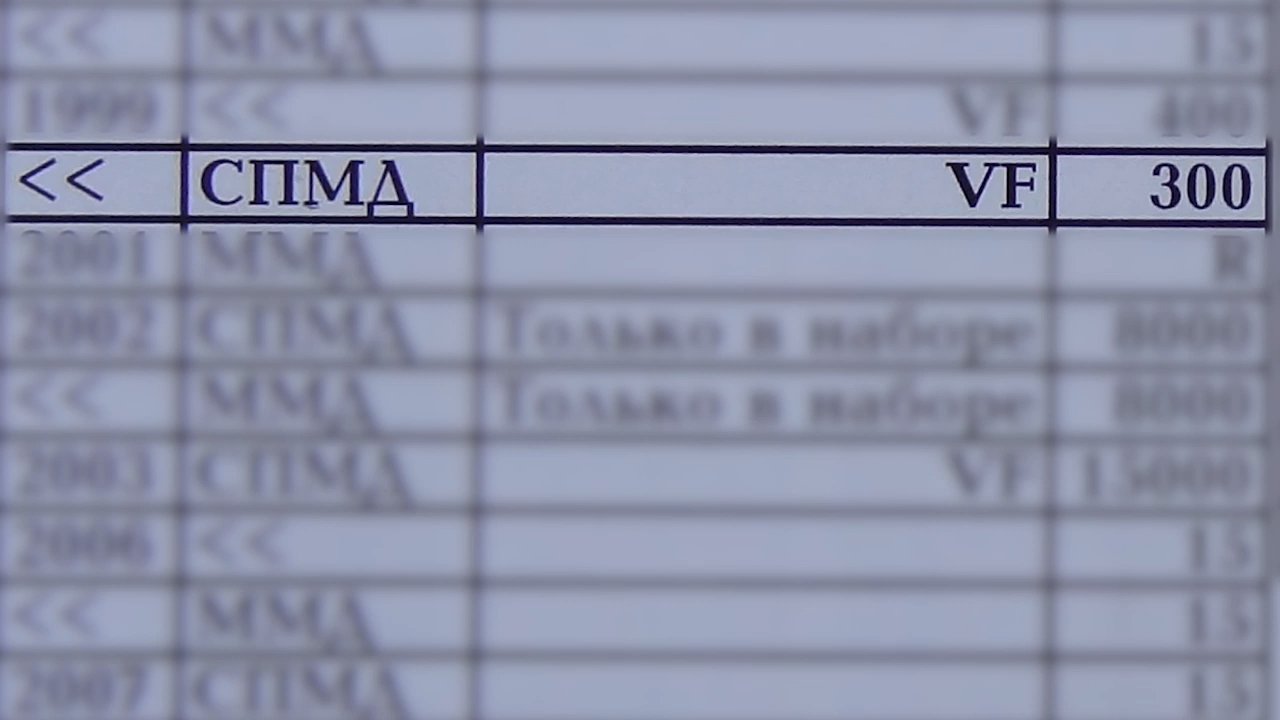 << ММД 15
1999 << VF 400
<< СПМД VF 300
2001 ММД R
2002 СПМД Только в наборе 8000
<< ММД Только в наборе 8000
2003 СПМД VF 15000
2006 << 15
<< ММД 15
2007 СПМД 15